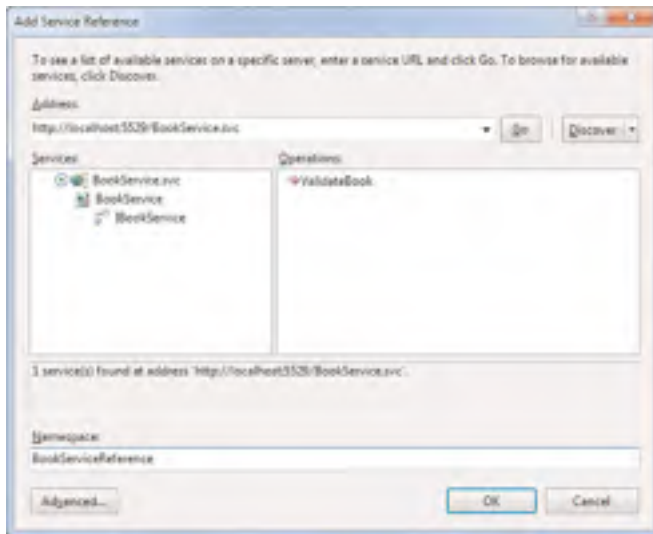 Add Service Reference
To see a list of available services on a specific server, enter a service URL and click Go. To browse for available
services, click Discover.
Address:
http://localhost:5529/BookService.svc
Go
Discover
Services:
Operations:
BookService.svc
BookService
IBookService
ValidateBook
1 service(s) found at address 'http://localhost:5529/BookService.svc'.
Namespace:
BookServiceReference
Advanced...
OK
Cancel